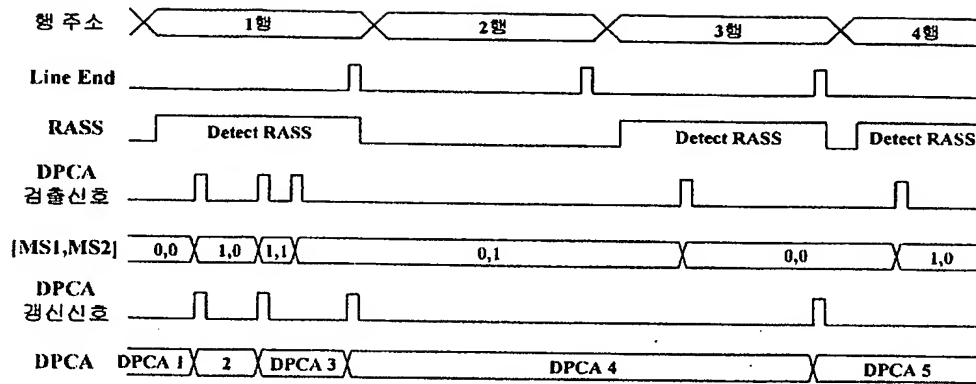 행 주소 1행 2행 3행 4행
Line End
RASS Detect RASS Detect RASS Detect RASS
DPCA
검출신호
[MS1,MS2] 0,0 1,0 1,1 0,1 0,0 1,0
DPCA
갱신신호
DPCA DPCA 1 2 DPCA 3 DPCA 4 DPCA 5